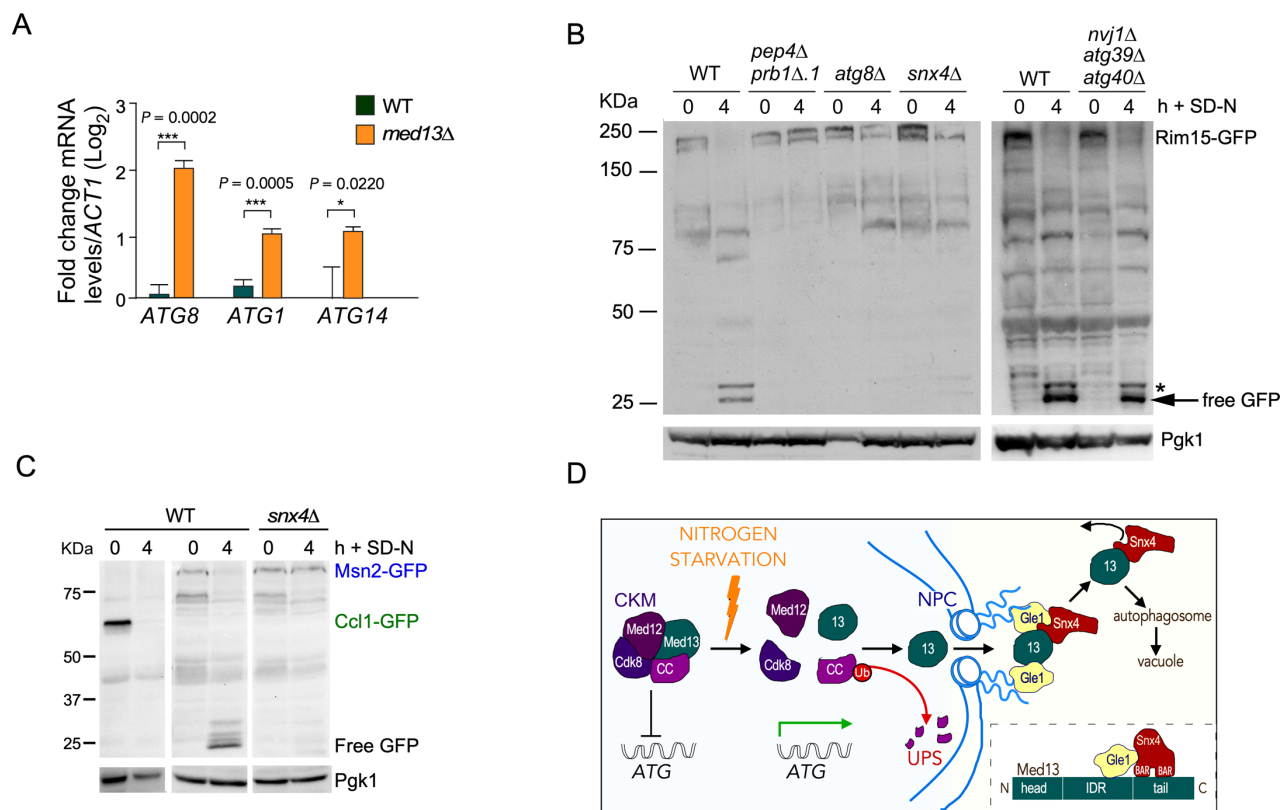 A
Fold change mRNA
levels/ACT1 (Log2)
3
2
1
0
P = 0.0002
***
P = 0.0005
***
P = 0.0220
*
WT
med13Δ
ATG8 ATG1 ATG14
B
nvj1Δ
pep4Δ atg39Δ
WT prb1Δ.1 atg8Δ snx4Δ WT atg40Δ
KDa 0 4 0 4 0 4 0 4 0 4 0 4 h + SD-N
250 Rim15-GFP
150
75
50
25
*
free GFP
Pgk1
C
WT snx4Δ
KDa 0 4 0 4 0 4 h + SD-N
Msn2-GFP
75
Ccl1-GFP
50
37
25 Free GFP
Pgk1
D
NITROGEN
STARVATION
CKM
Med12
Med13
Cdk8
CC
ATG
Med12
13
Cdk8
CC
Ub
ATG
UPS
NPC
13
Gle1
Snx4
13
Gle1
Snx4
13
autophagosome
vacuole
Snx4
Gle1
BAR BAR
Med13
N head IDR tail C